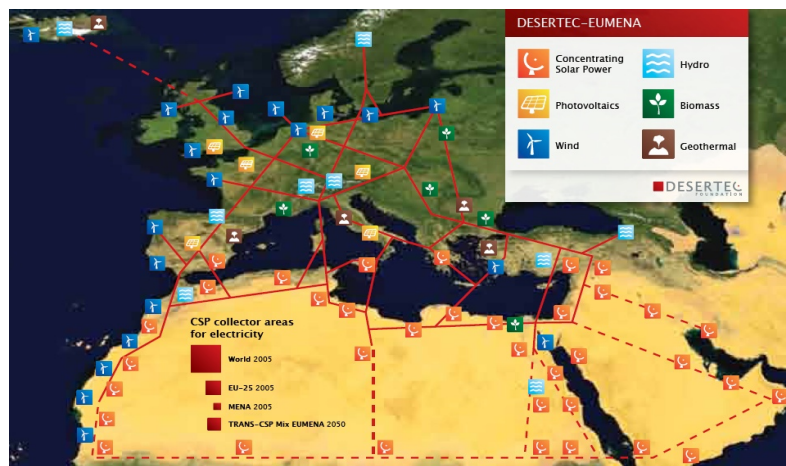 DESERTEC-EUMENA
Concentrating
Solar Power
Hydro
Photovoltaics
Biomass
Wind
Geothermal
DESERTEC
FOUNDATION
CSP collector areas
for electricity
World 2005
EU-25 2005
MENA 2005
TRANS-CSP Mix EUMENA 2050